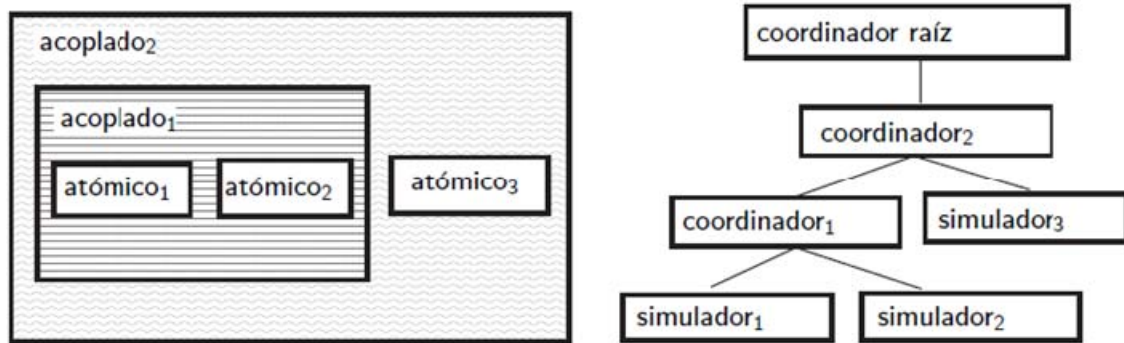 acoplado₂
acoplado₁
atómico₁
atómico₂
atómico₃
coordinador raíz
coordinador₂
coordinador₁
simulador₃
simulador₁
simulador₂